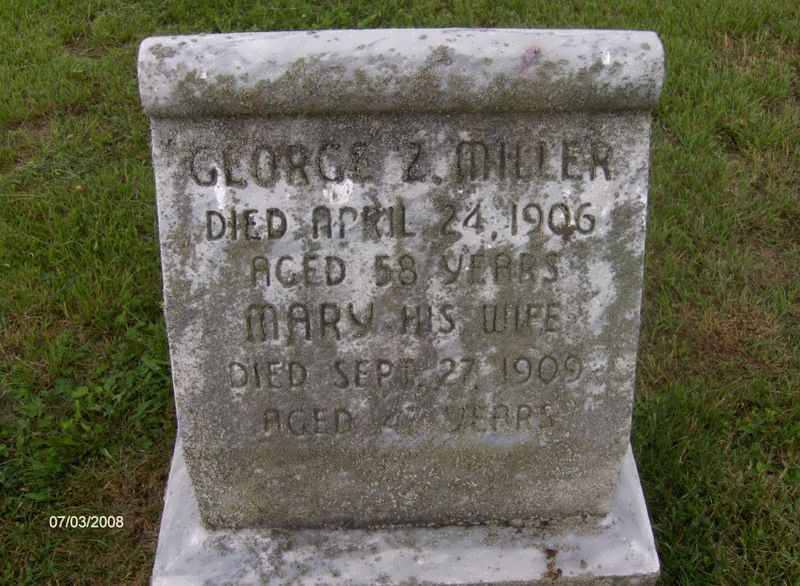 GEORGE Z. MILLER
DIED APRIL 24, 1906
AGED 58 YEARS
MARY HIS WIFE
DIED SEPT. 27, 1909
AGED 47 YEARS
07/03/2008